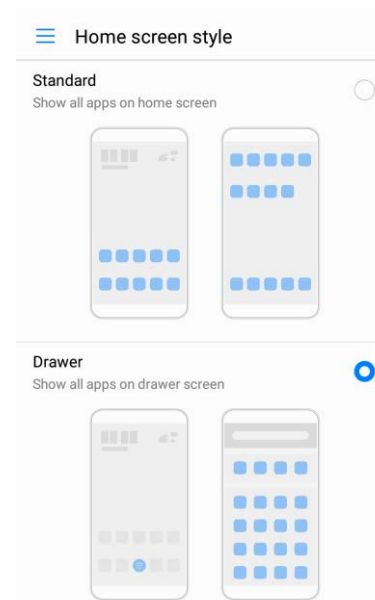 Home screen style
Standard
Show all apps on home screen
Drawer
Show all apps on drawer screen